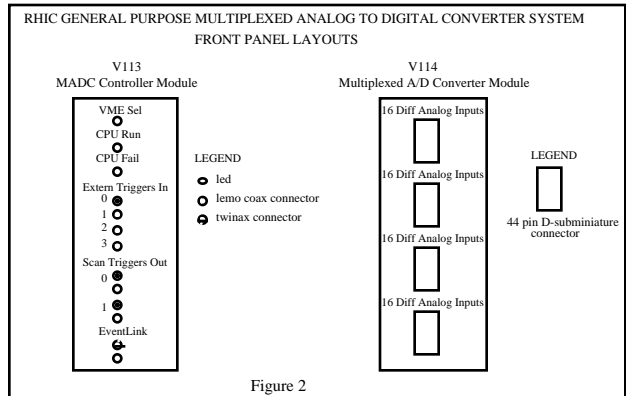 RHIC GENERAL PURPOSE MULTIPLEXED ANALOG TO DIGITAL CONVERTER SYSTEM
FRONT PANEL LAYOUTS
V113
MADC Controller Module
VME Sel
CPU Run
CPU Fail
Extern Triggers In
0
1
2
3
Scan Triggers Out
0
1
EventLink
LEGEND
led
lemo coax connector
twinax connector
V114
Multiplexed A/D Converter Module
16 Diff Analog Inputs
16 Diff Analog Inputs
16 Diff Analog Inputs
16 Diff Analog Inputs
LEGEND
44 pin D-subminiature
connector
Figure 2